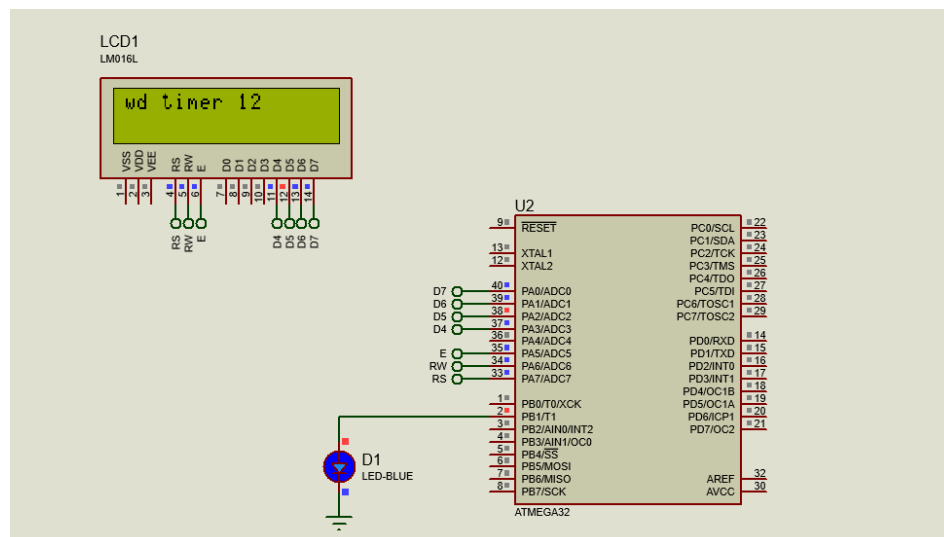 LCD1
LM016L
wd timer 12
VSS
VDD
VEE
RS
RW
E
D0
D1
D2
D3
D4
D5
D6
D7
1
2
3
4
5
6
7
8
9
10
11
12
13
14
RS
RW
E
D4
D5
D6
D7
U2
9 RESET PC0/SCL 22
PC1/SDA 23
13 XTAL1 PC2/TCK 24
12 XTAL2 PC3/TMS 25
PC4/TDO 26
D7 40 PA0/ADC0 PC5/TDI 27
D6 39 PA1/ADC1 PC6/TOSC1 28
D5 38 PA2/ADC2 PC7/TOSC2 29
D4 37 PA3/ADC3
36 PA4/ADC4 PD0/RXD 14
E 35 PA5/ADC5 PD1/TXD 15
RW 34 PA6/ADC6 PD2/INT0 16
RS 33 PA7/ADC7 PD3/INT1 17
PD4/OC1B 18
1 PB0/T0/XCK PD5/OC1A 19
2 PB1/T1 PD6/ICP1 20
3 PB2/AIN0/INT2 PD7/OC2 21
4 PB3/AIN1/OC0
5 PB4/SS
6 PB5/MOSI
7 PB6/MISO AREF 32
8 PB7/SCK AVCC 30
ATMEGA32
D1
LED-BLUE